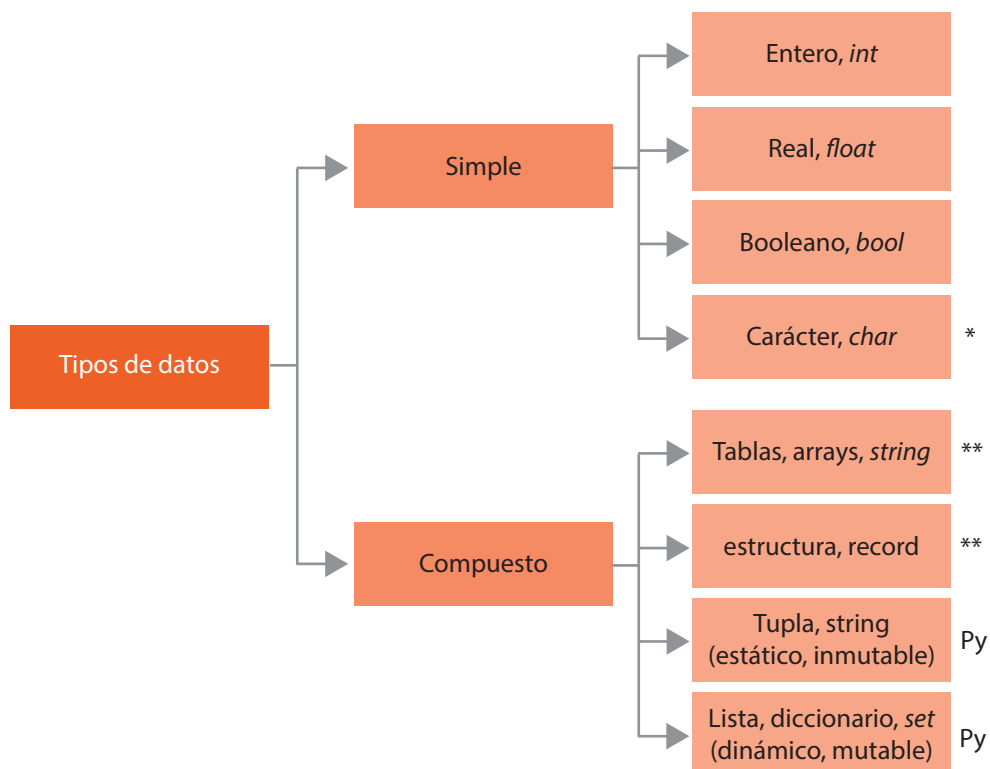 Entero, int
Real, float
Simple
Booleano, bool
Carácter, char *
Tipos de datos
Tablas, arrays, string **
estructura, record **
Compuesto
Tupla, string
(estático, inmutable) Py
Lista, diccionario, set
(dinámico, mutable) Py